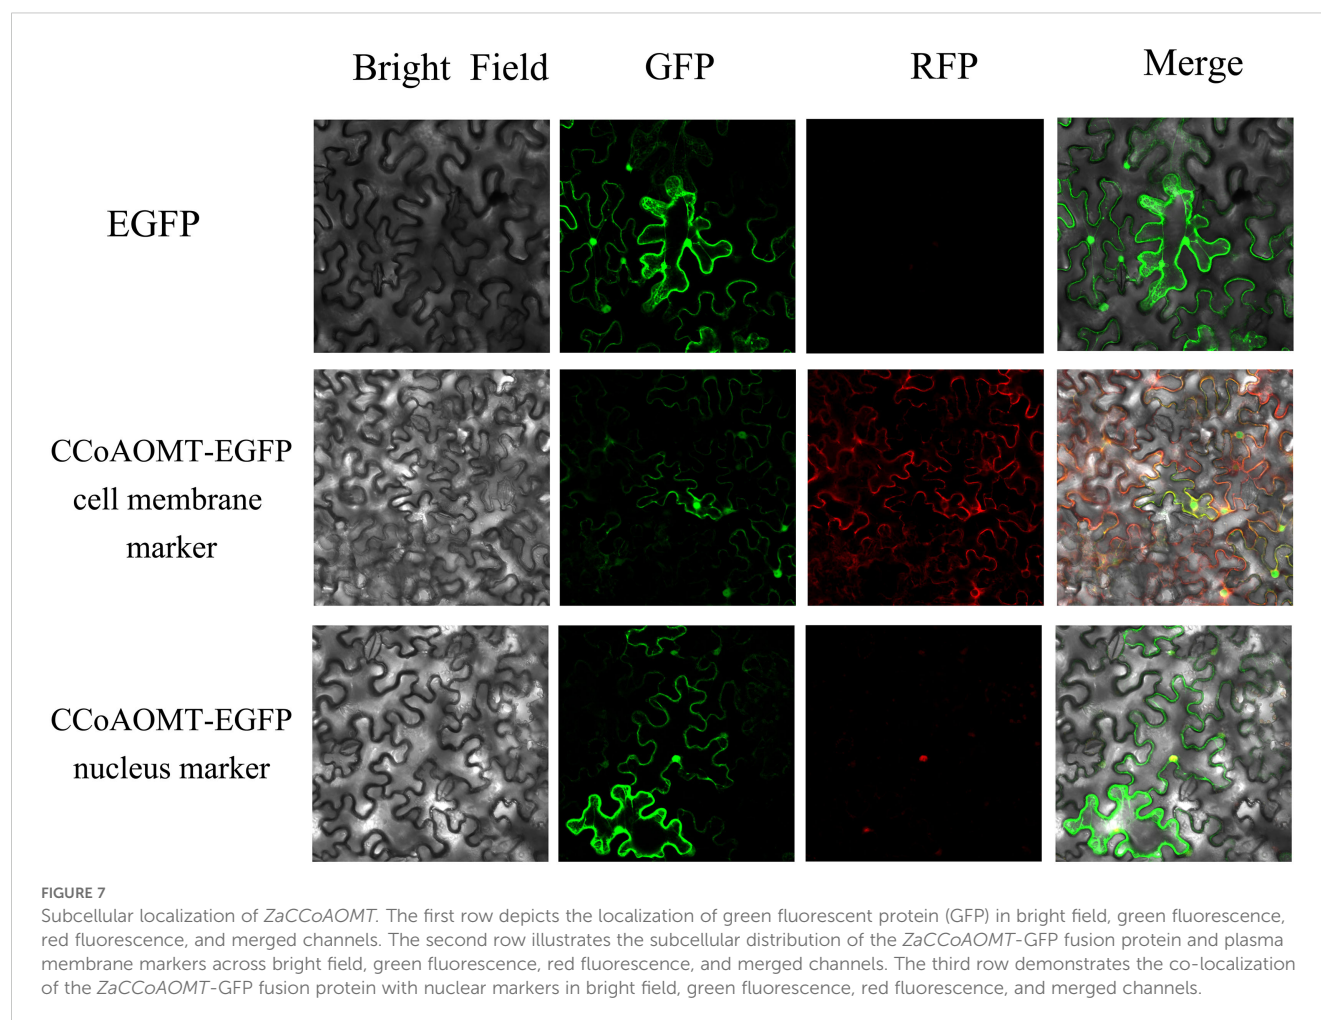 Bright Field GFP RFP Merge
EGFP
CCoAOMT-EGFP
cell membrane
marker
CCoAOMT-EGFP
nucleus marker
FIGURE 7
Subcellular localization of ZaCCoAOMT. The first row depicts the localization of green fluorescent protein (GFP) in bright field, green fluorescence,
red fluorescence, and merged channels. The second row illustrates the subcellular distribution of the ZaCCoAOMT-GFP fusion protein and plasma
membrane markers across bright field, green fluorescence, red fluorescence, and merged channels. The third row demonstrates the co-localization
of the ZaCCoAOMT-GFP fusion protein with nuclear markers in bright field, green fluorescence, red fluorescence, and merged channels.